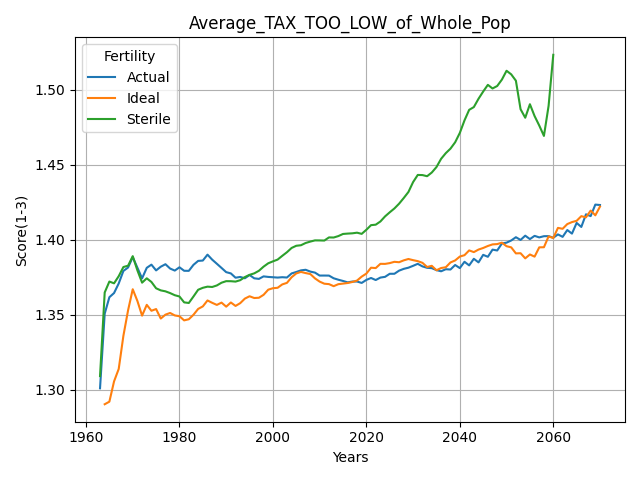 Average_TAX_TOO_LOW_of_Whole_Pop
Fertility
Actual
Ideal
Sterile
Score(1-3)
1.50
1.45
1.40
1.35
1.30
1960 1980 2000 2020 2040 2060
Years